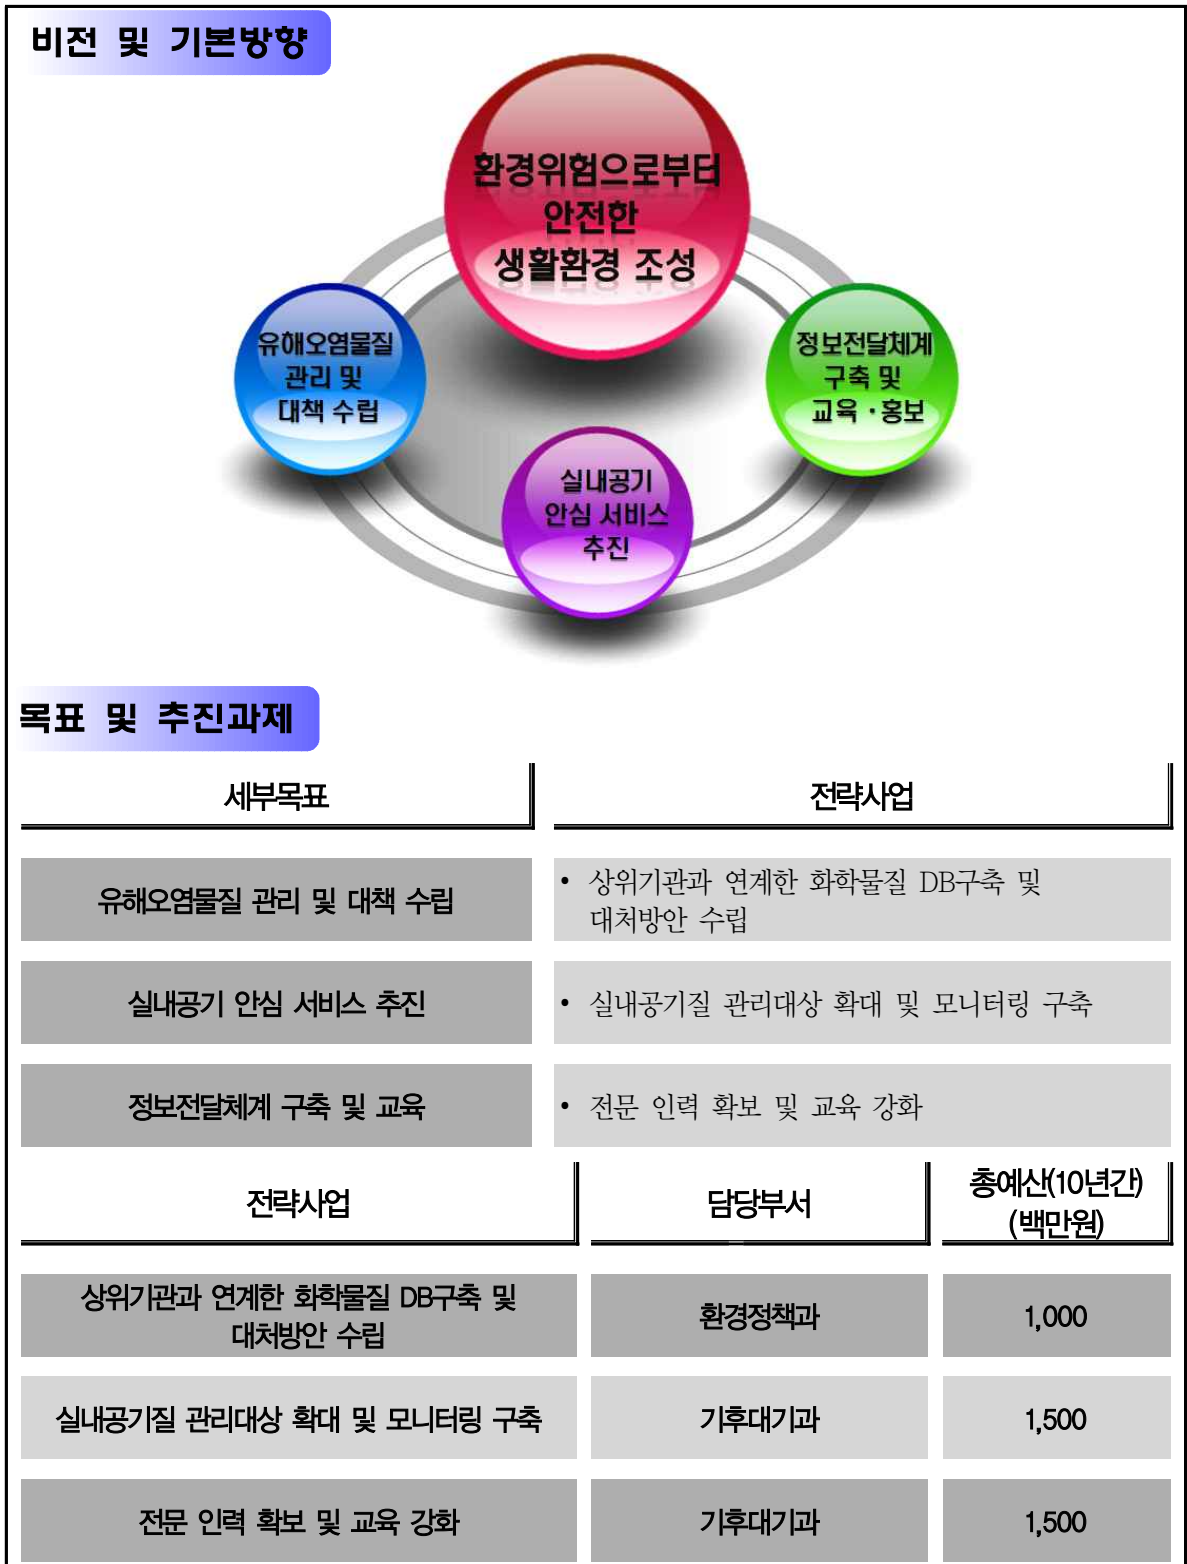 비전 및 기본방향
환경위험으로부터
안전한
생활환경 조성
유해오염물질
관리 및
대책 수립
정보전달체계
구축 및
교육 · 홍보
실내공기
안심 서비스
추진
목표 및 추진과제
세부목표
전략사업
유해오염물질 관리 및 대책 수립
• 상위기관과 연계한 화학물질 DB구축 및
대처방안 수립
실내공기 안심 서비스 추진
• 실내공기질 관리대상 확대 및 모니터링 구축
정보전달체계 구축 및 교육
• 전문 인력 확보 및 교육 강화
전략사업
담당부서
총예산(10년간)
(백만원)
상위기관과 연계한 화학물질 DB구축 및
대처방안 수립
환경정책과
1,000
실내공기질 관리대상 확대 및 모니터링 구축
기후대기과
1,500
전문 인력 확보 및 교육 강화
기후대기과
1,500